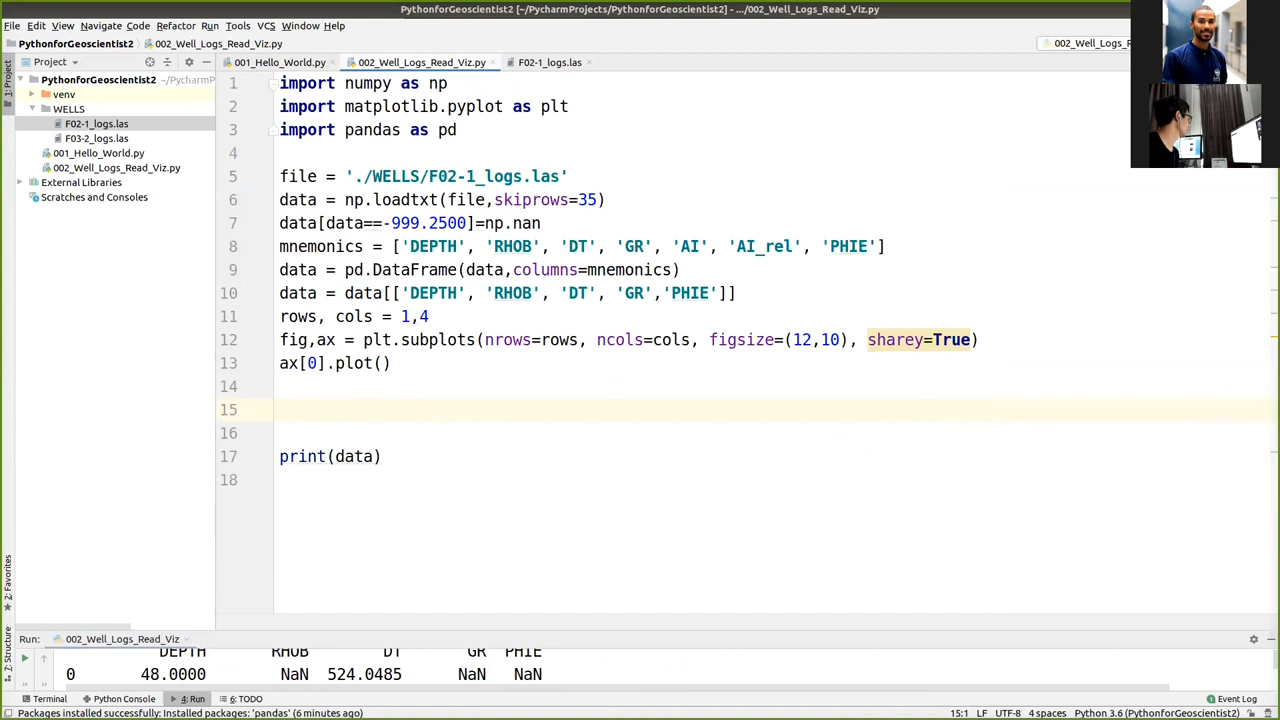 PythonforGeoscientist2 [~/PycharmProjects/PythonforGeoscientist2] - .../002_Well_Logs_Read_Viz.py
File Edit View Navigate Code Refactor Run Tools VCS Window Help
PythonforGeoscientist2 002_Well_Logs_Read_Viz.py
002_Well_Logs_R
Project
001_Hello_World.py
002_Well_Logs_Read_Viz.py
F02-1_logs.las
1: Project
PythonforGeoscientist2 ~/PycharmP
venv
WELLS
F02-1_logs.las
F03-2_logs.las
001_Hello_World.py
002_Well_Logs_Read_Viz.py
External Libraries
Scratches and Consoles
1 import numpy as np
2 import matplotlib.pyplot as plt
3 import pandas as pd
4
5 file = './WELLS/F02-1_logs.las'
6 data = np.loadtxt(file,skiprows=35)
7 data[data==-999.2500]=np.nan
8 mnemonics = ['DEPTH', 'RHOB', 'DT', 'GR', 'AI', 'AI_rel', 'PHIE']
9 data = pd.DataFrame(data,columns=mnemonics)
10 data = data[['DEPTH', 'RHOB', 'DT', 'GR','PHIE']]
11 rows, cols = 1,4
12 fig,ax = plt.subplots(nrows=rows, ncols=cols, figsize=(12,10), sharey=True)
13 ax[0].plot()
14
15
16
17 print(data)
18
2: Favorites
7: Structure
Run: 002_Well_Logs_Read_Viz
DEPTH RHOB DT GR PHIE
0 48.0000 NaN 524.0485 NaN NaN
Terminal Python Console 4: Run 6: TODO Event Log
Packages installed successfully: Installed packages: 'pandas' (6 minutes ago) 15:1 LF UTF-8 4 spaces Python 3.6 (PythonforGeoscientist2)